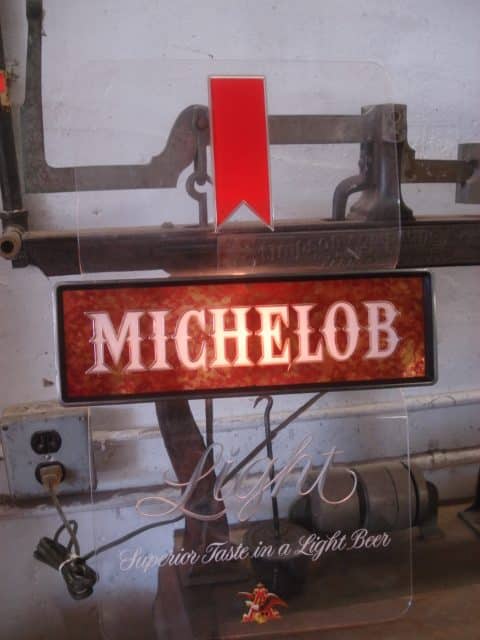 MICHELOB
Light
Superior Taste in a Light Beer